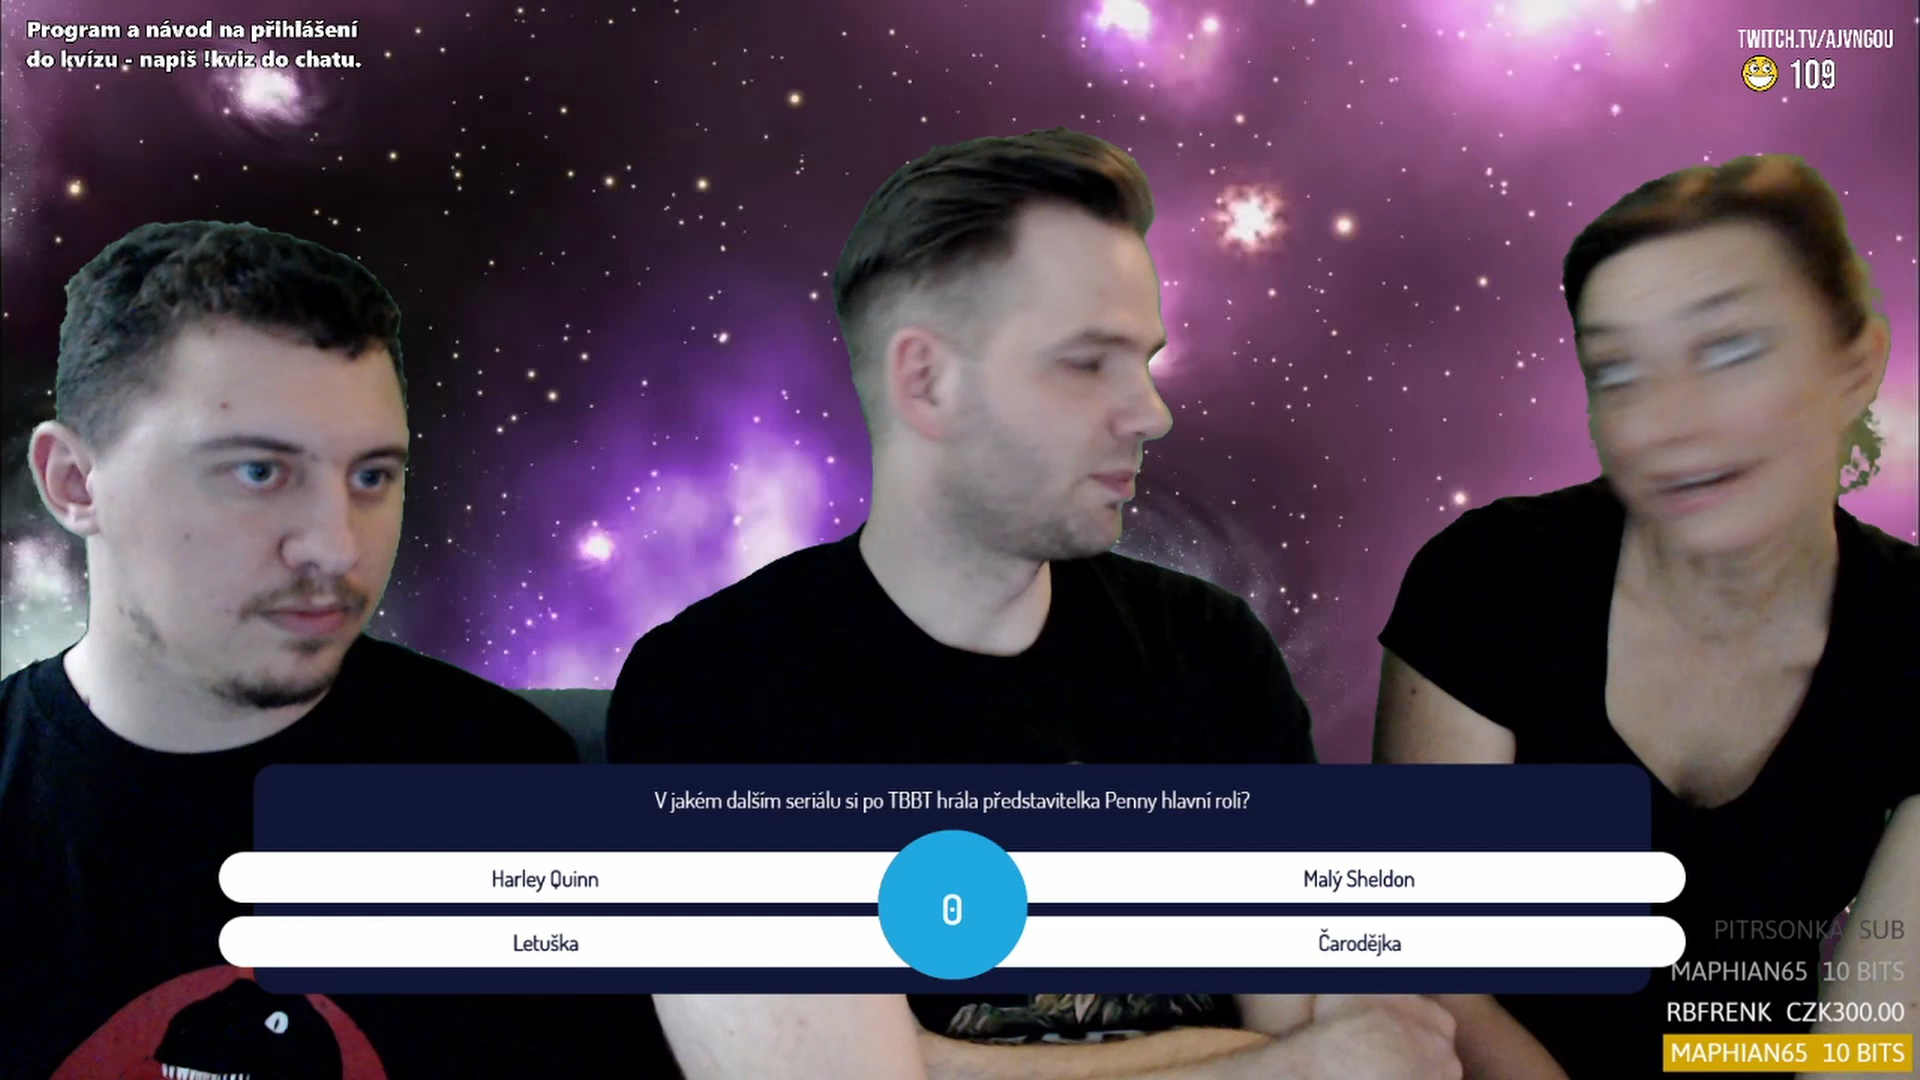 Program a návod na přihlášení
do kvízu - napiš !kviz do chatu.
TWITCH.TV/AJVNGOU
109
V jakém dalším seriálu si po TBBT hrála představitelka Penny hlavní roli?
Harley Quinn
Malý Sheldon
0
Letuška
Čarodějka
PITRSONKA SUB
MAPHIAN65 10 BITS
RBFRENK CZK300.00
MAPHIAN65 10 BITS